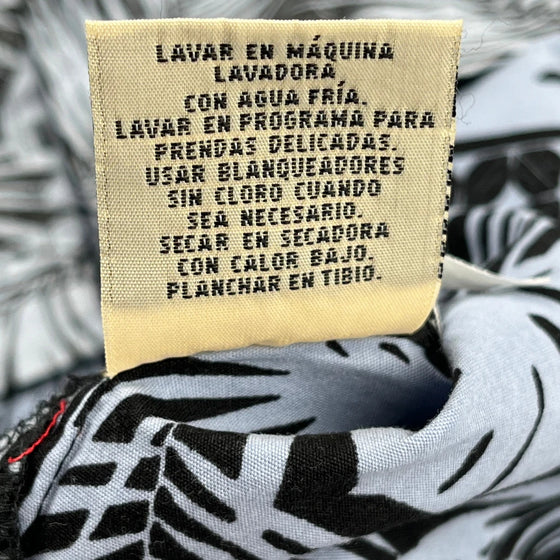 LAVAR EN MÁQUINA
LAVADORA,
CON AGUA FRÍA.
LAVAR EN PROGRAMA PARA
PRENDAS DELICADAS.
USAR BLANQUEADORES
SIN CLORO CUANDO
SEA NECESARIO.
SECAR EN SECADORA
CON CALOR BAJO.
PLANCHAR EN TIBIO.